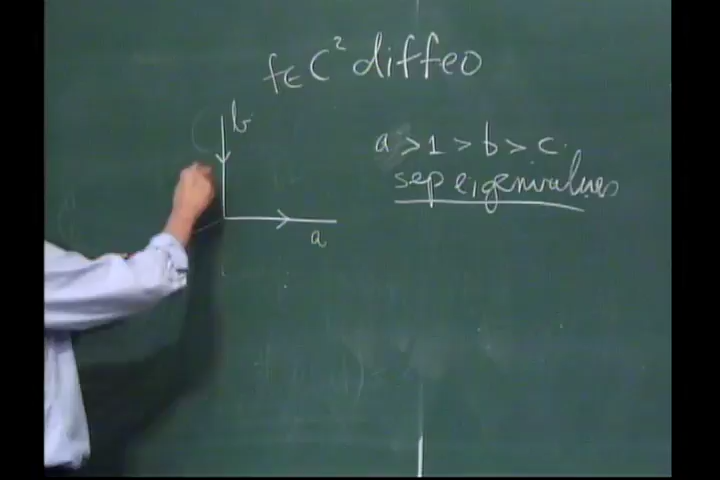 f∈C² diffeo
b
a > 1 > b > c.
sep eigenvalues
a